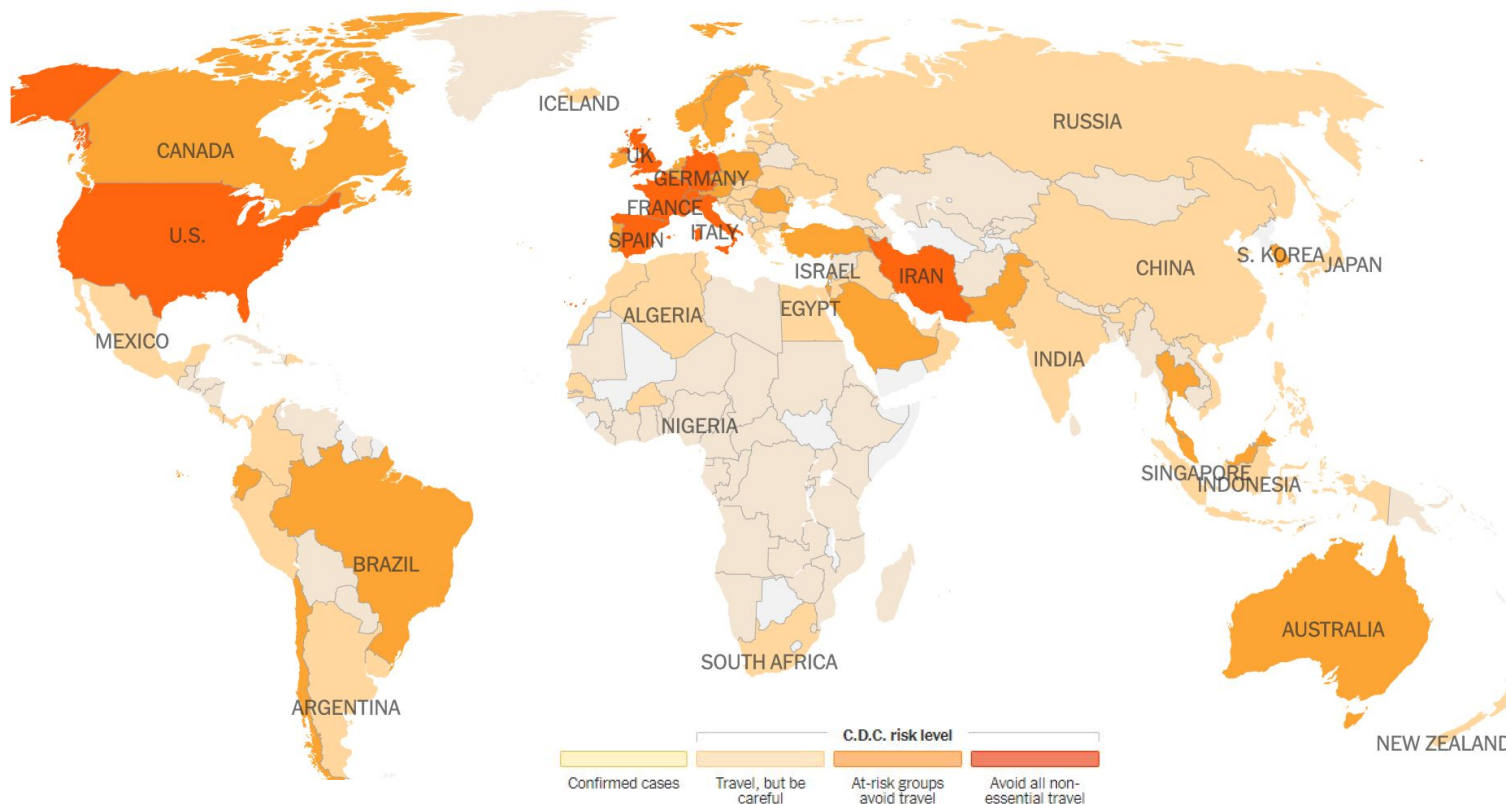 ICELAND
RUSSIA
CANADA
UK
GERMANY
U.S.
FRANCE
ITALY
SPAIN
S. KOREA
JAPAN
CHINA
ISRAEL
IRAN
EGYPT
ALGERIA
MEXICO
INDIA
NIGERIA
SINGAPORE
INDONESIA
BRAZIL
AUSTRALIA
SOUTH AFRICA
ARGENTINA
NEW ZEALAND
C.D.C. risk level
Confirmed cases
Travel, but be
careful
At-risk groups
avoid travel
Avoid all non-
essential travel